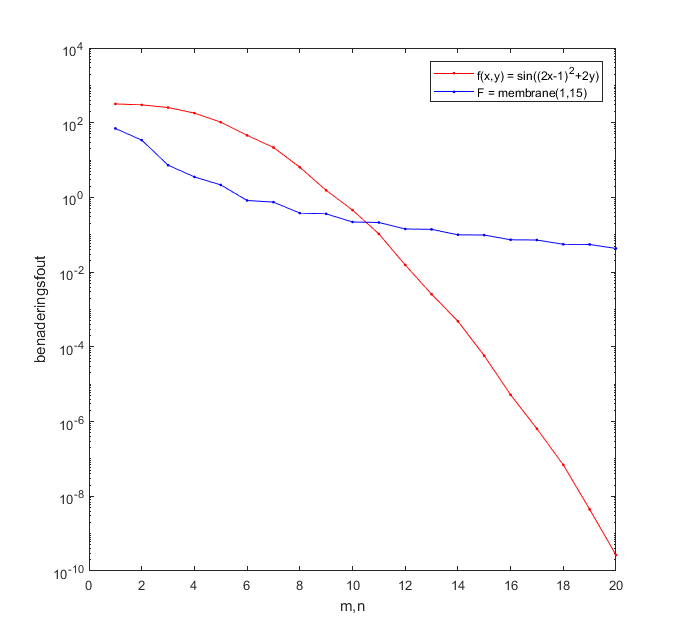 10^4
f(x,y) = sin((2x-1)^2+2y)
F = membrane(1,15)
10^2
10^0
10^-2
benaderingsfout
10^-4
10^-6
10^-8
10^-10
0 2 4 6 8 10 12 14 16 18 20
m,n